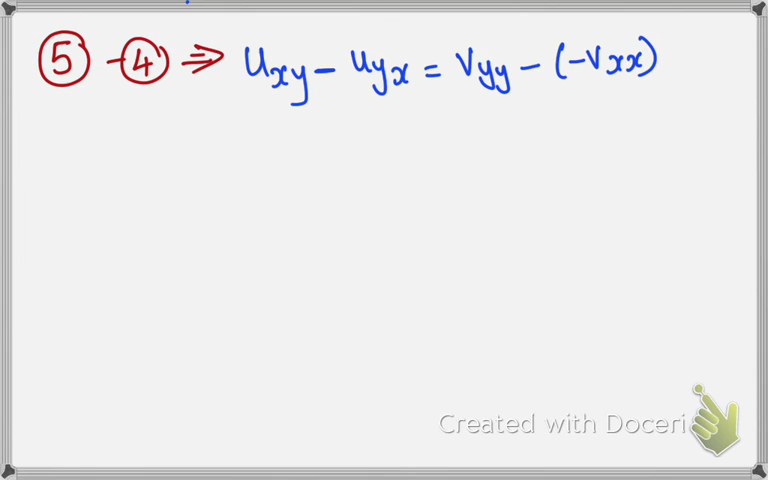 ⑤ - ④ ⇒ uxy - uyx = vyy - (-vxx)
Created with Doceri